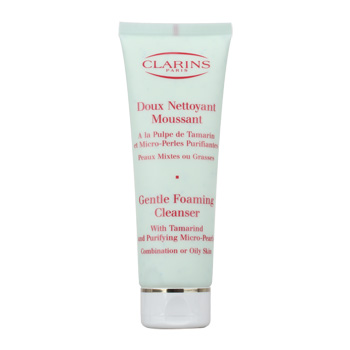 CLARINS
PARIS
Doux Nettoyant
Moussant
A la Pulpe de Tamarin
et Micro-Perles Purifiantes
Peaux Mixtes ou Grasses
Gentle Foaming
Cleanser
With Tamarind
and Purifying Micro-Pearls
Combination or Oily Skin